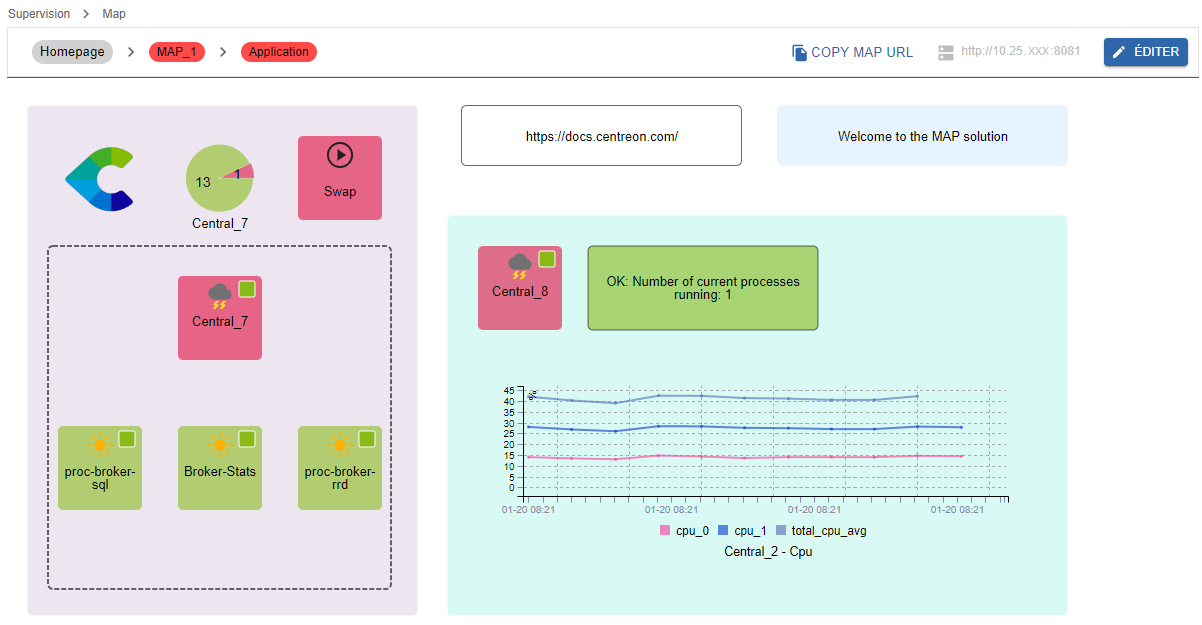 Supervision > Map
Homepage > MAP_1 > Application
COPY MAP URL
http://10.25.XXX:8081
ÉDITER
13
1
Central_7
Swap
Central_7
proc-broker-
sql
Broker-Stats
proc-broker-
rrd
https://docs.centreon.com/
Welcome to the MAP solution
Central_8
OK: Number of current processes
running: 1
%
45
40
35
30
25
20
15
10
5
0
01-20 08:21
01-20 08:21
01-20 08:21
01-20 08:21
cpu_0
cpu_1
total_cpu_avg
Central_2 - Cpu